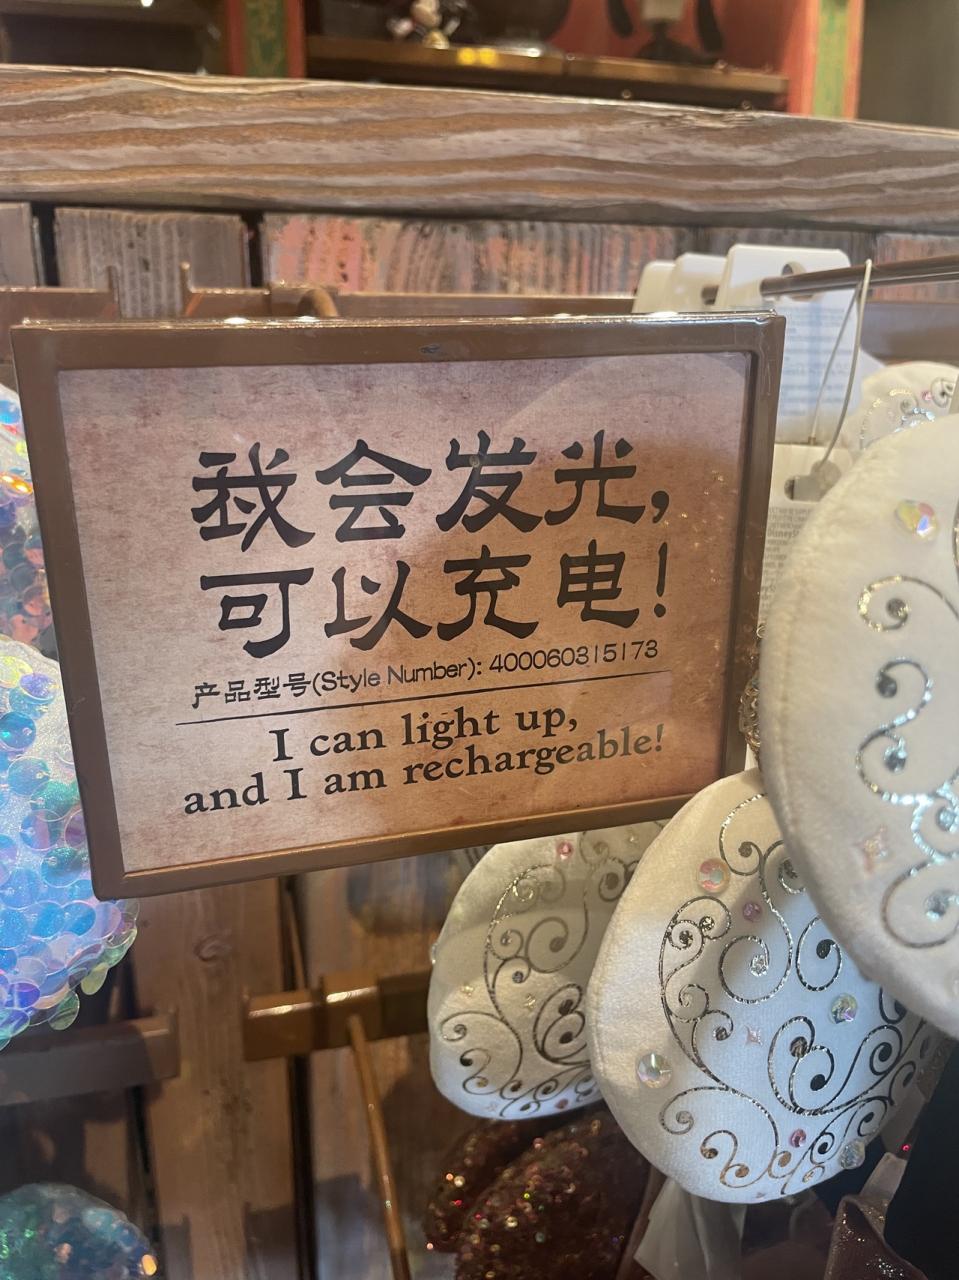 我会发光，
可以充电！
产品型号(Style Number): 400060315173
I can light up,
and I am rechargeable!